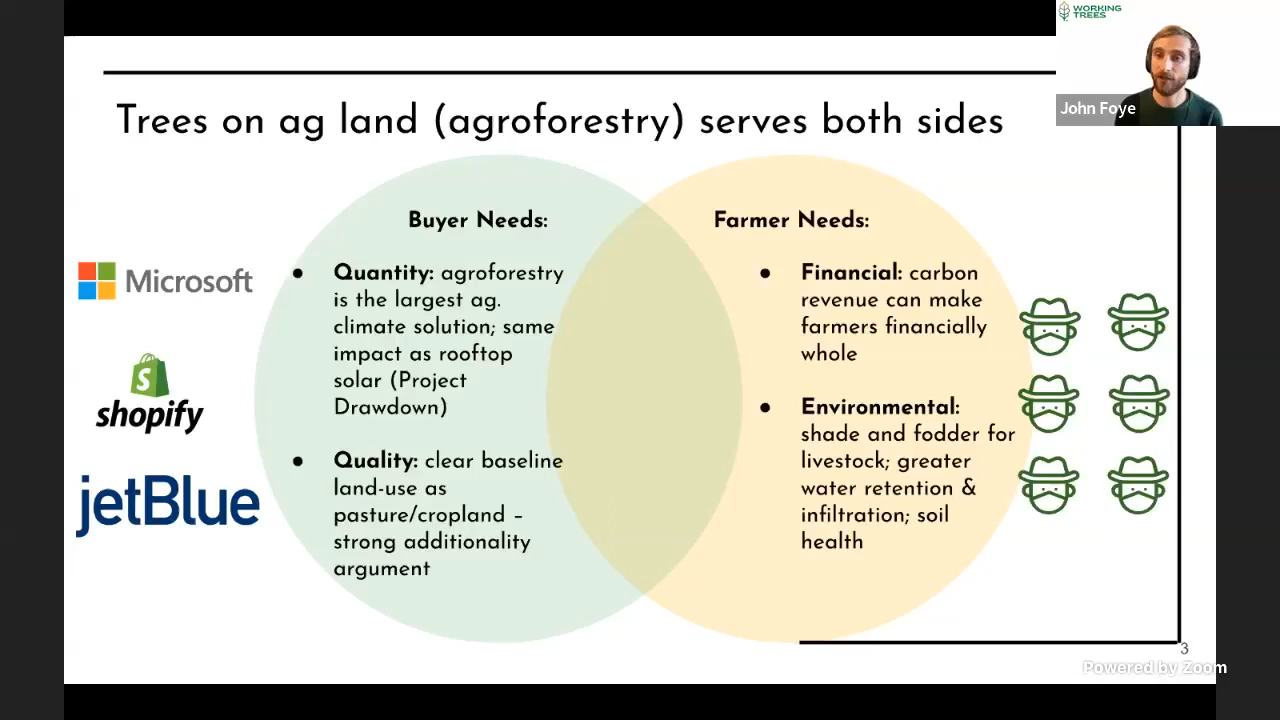 WORKING
TREES
John Foye
Trees on ag land (agroforestry) serves both sides
Buyer Needs:
● Quantity: agroforestry
is the largest ag.
climate solution; same
impact as rooftop
solar (Project
Drawdown)
● Quality: clear baseline
land-use as
pasture/cropland –
strong additionality
argument
Farmer Needs:
● Financial: carbon
revenue can make
farmers financially
whole
● Environmental:
shade and fodder for
livestock; greater
water retention &
infiltration; soil
health
Microsoft
S
shopify
jetBlue
3
Powered by Zoom